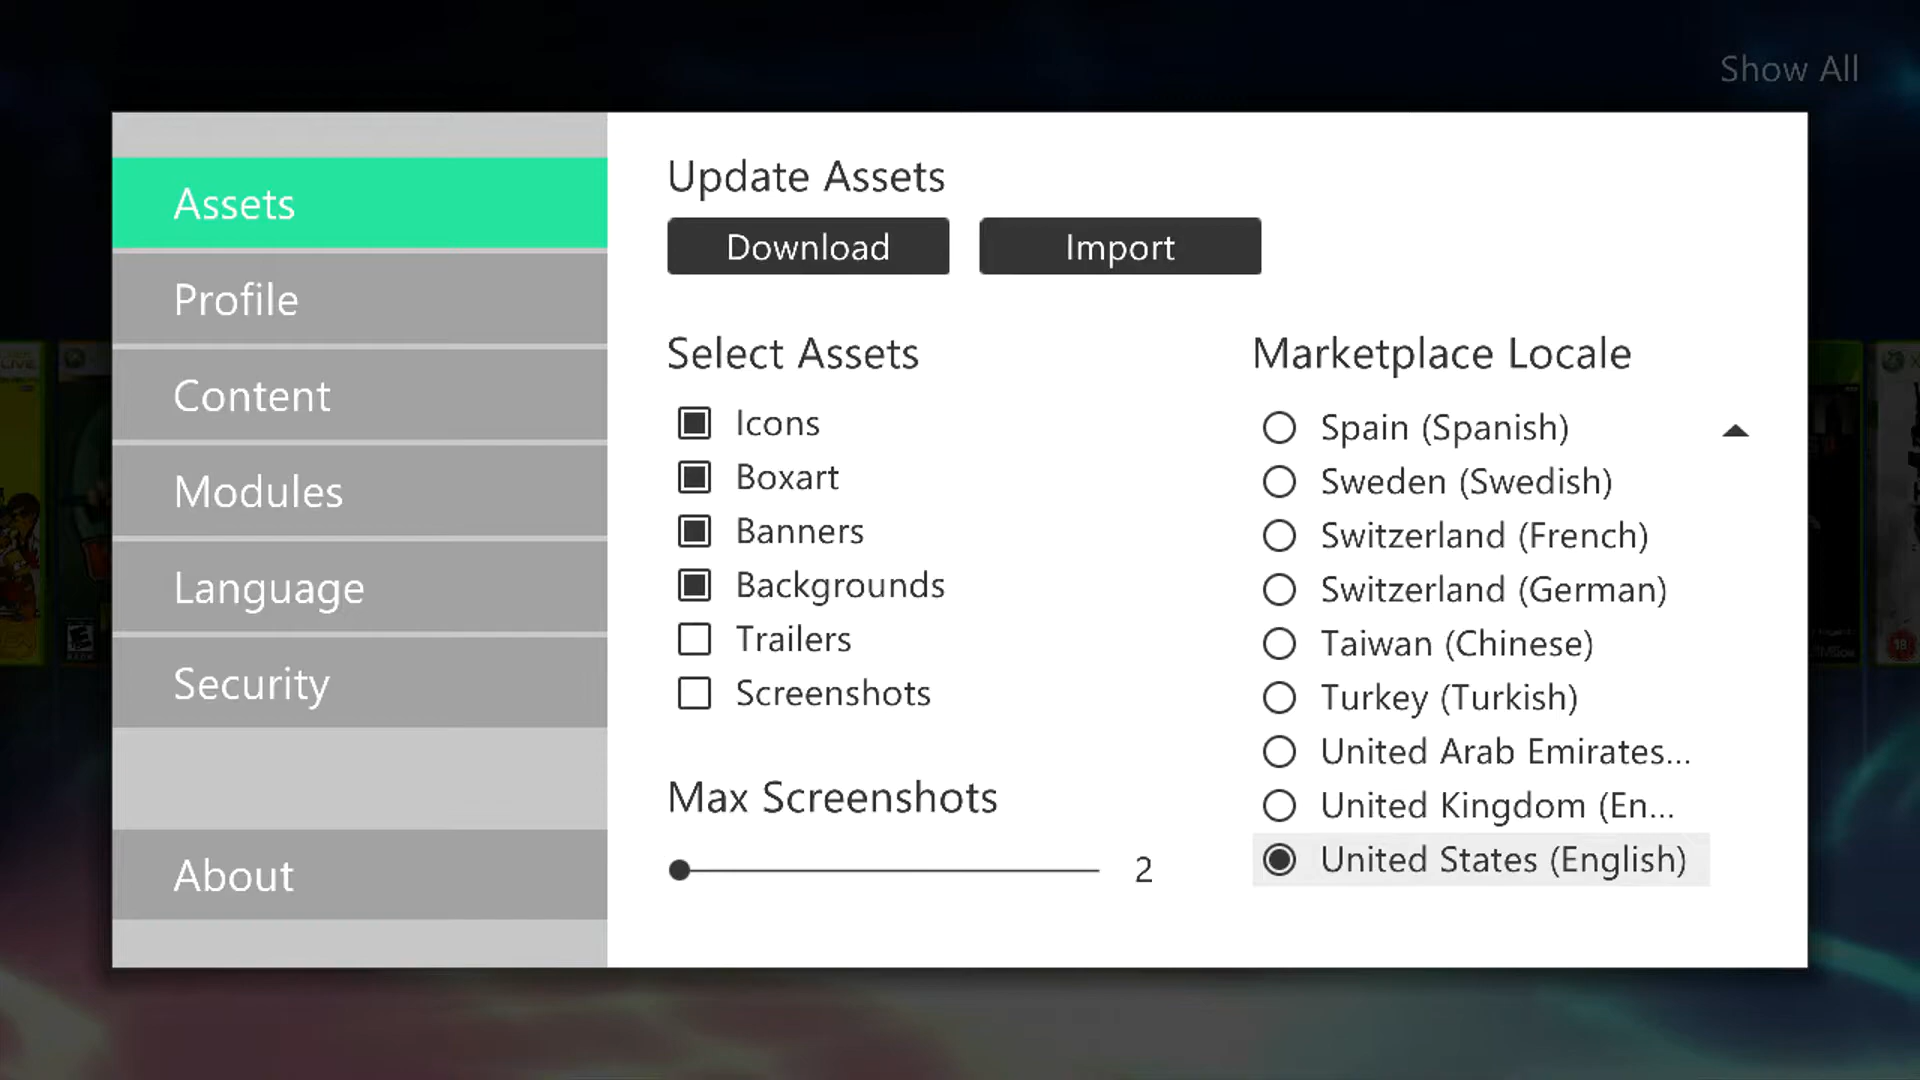 Show All
Assets
Profile
Content
Modules
Language
Security
About
Update Assets
Download
Import
Select Assets
Icons
Boxart
Banners
Backgrounds
Trailers
Screenshots
Max Screenshots
2
Marketplace Locale
Spain (Spanish)
Sweden (Swedish)
Switzerland (French)
Switzerland (German)
Taiwan (Chinese)
Turkey (Turkish)
United Arab Emirates...
United Kingdom (En...
United States (English)